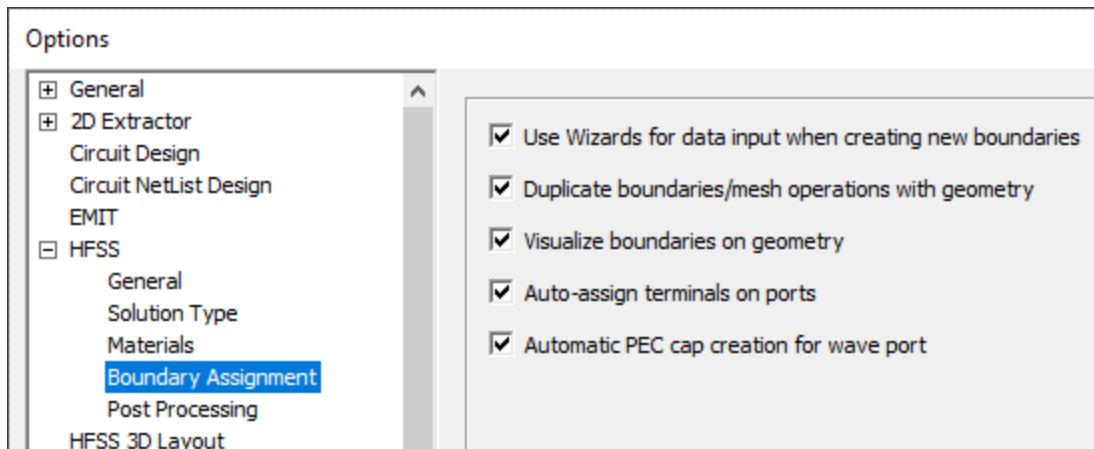 Options
General
2D Extractor
Circuit Design
Circuit NetList Design
EMIT
HFSS
General
Solution Type
Materials
Boundary Assignment
Post Processing
HFSS 3D Layout
Use Wizards for data input when creating new boundaries
Duplicate boundaries/mesh operations with geometry
Visualize boundaries on geometry
Auto-assign terminals on ports
Automatic PEC cap creation for wave port